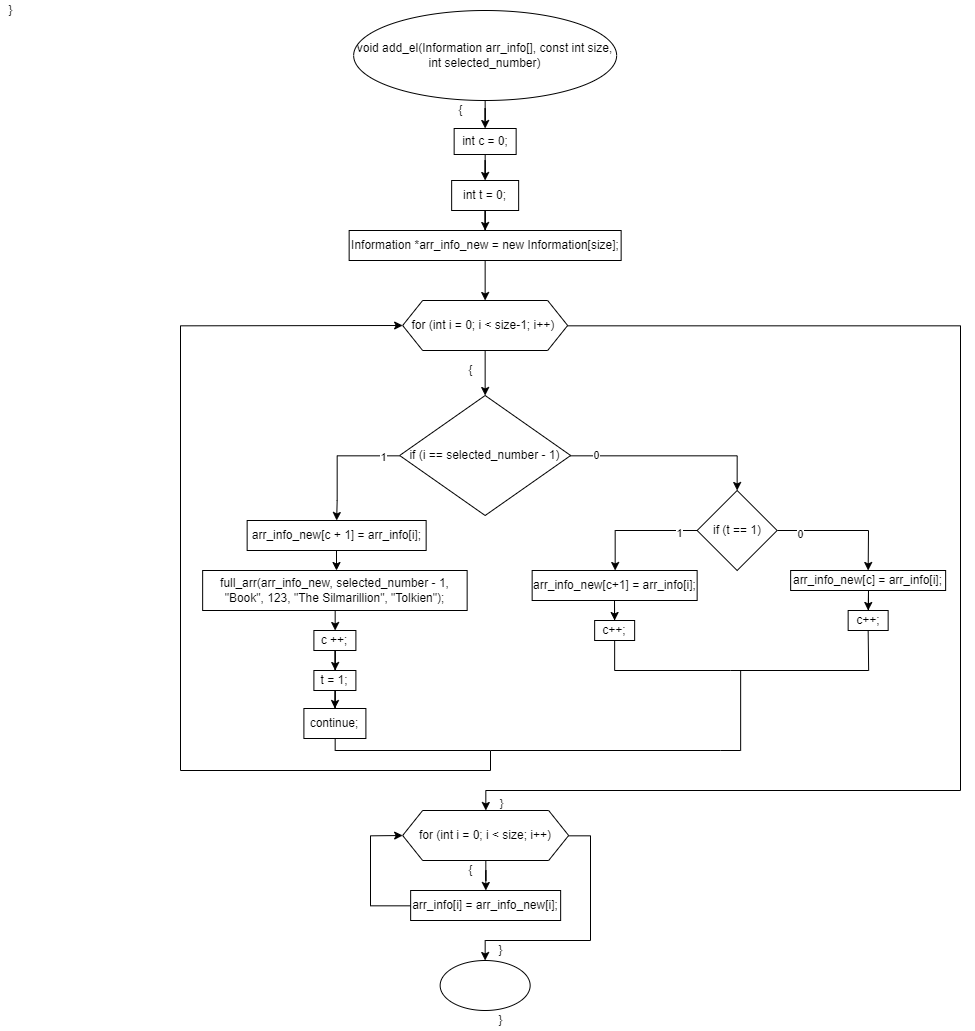 }
void add_el(Information arr_info[], const int size,
int selected_number)
{
int c = 0;
int t = 0;
Information *arr_info_new = new Information[size];
for (int i = 0; i < size-1; i++)
{
if (i == selected_number - 1)
1
0
arr_info_new[c + 1] = arr_info[i];
full_arr(arr_info_new, selected_number - 1,
"Book", 123, "The Silmarillion", "Tolkien");
c ++;
t = 1;
continue;
if (t == 1)
1
0
arr_info_new[c+1] = arr_info[i];
c++;
arr_info_new[c] = arr_info[i];
c++;
}
for (int i = 0; i < size; i++)
{
arr_info[i] = arr_info_new[i];
}
}